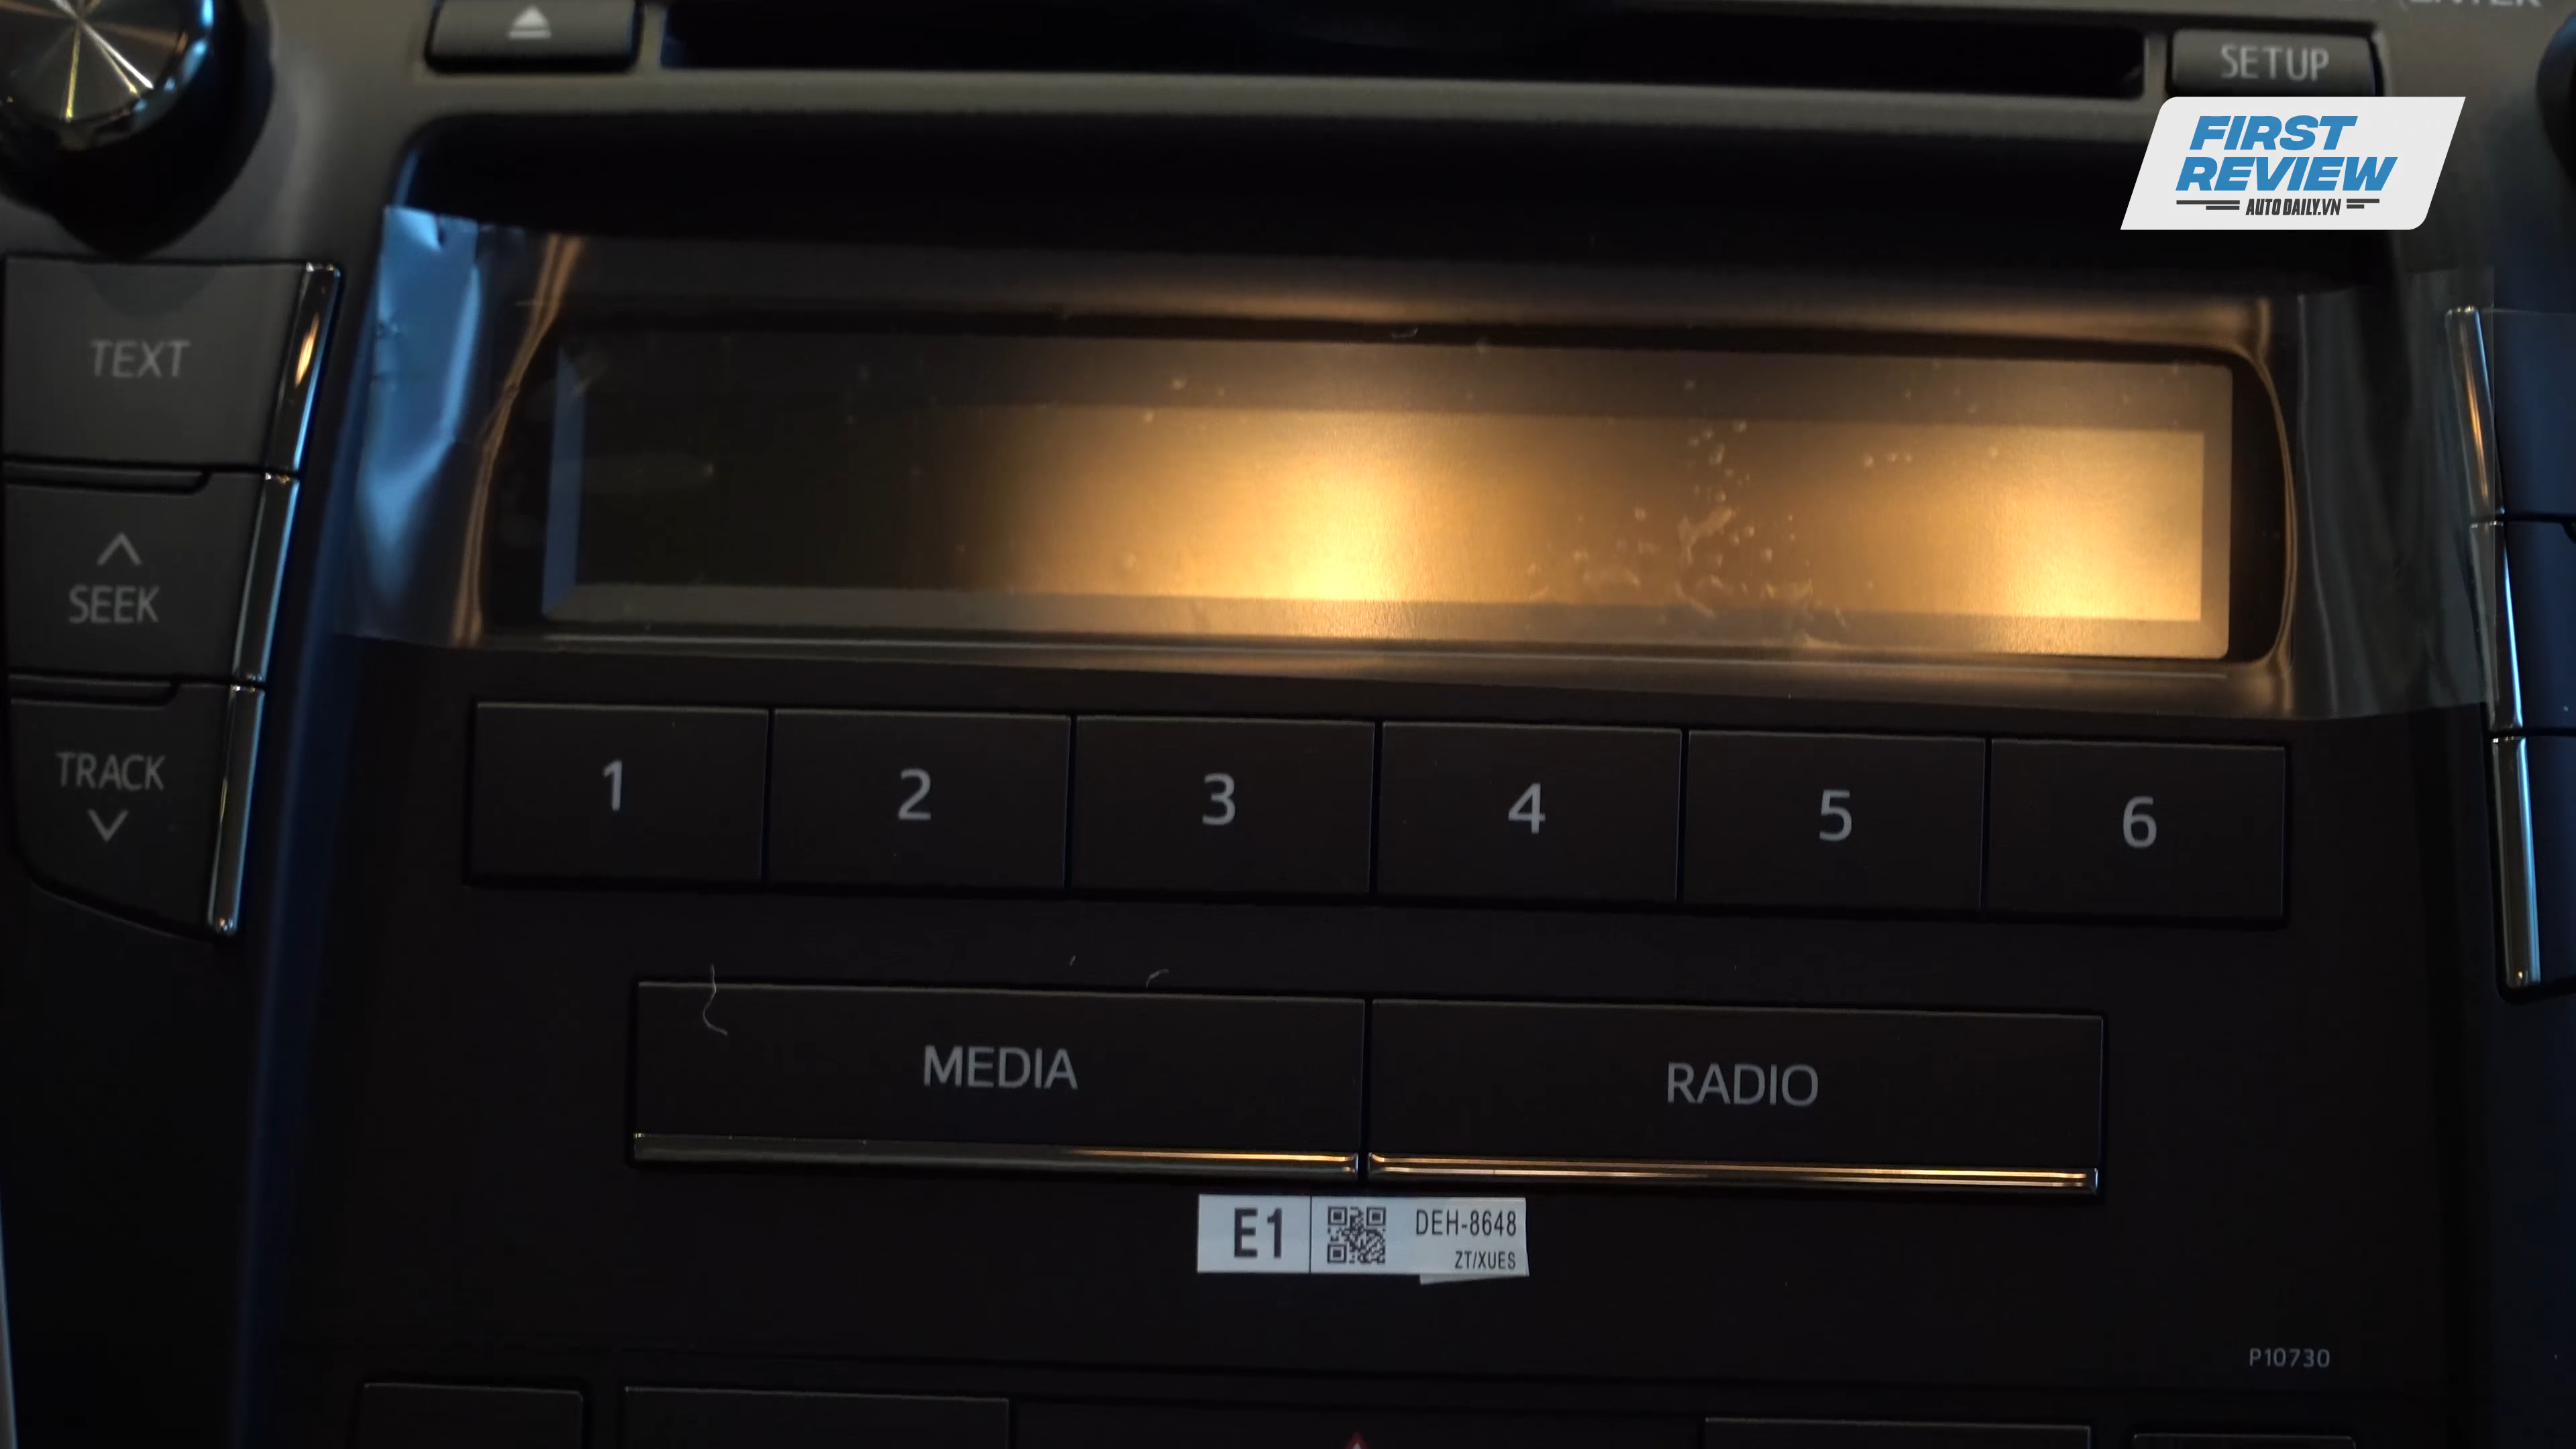 ENTER
SETUP
FIRST
REVIEW
AUTODAILY.VN
TEXT
SEEK
TRACK
1 2 3 4 5 6
MEDIA RADIO
E1 DEH-8648
ZT/XUES
P10730